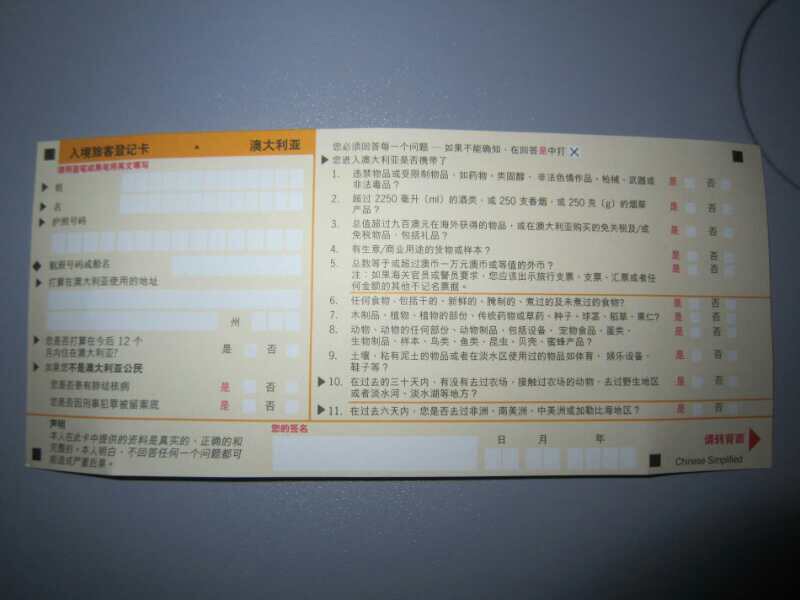 入境旅客登记卡
澳大利亚
请用蓝笔或黑笔用英文填写
姓
名
护照号码
航班号码或船名
打算在澳大利亚使用的地址
州
您是否打算在今后 12 个
月内住在澳大利亚? 是 否
如果您不是澳大利亚公民
您是否患有肺结核病 是 否
您是否因刑事犯罪被留案底 是 否
声明
本人在此卡中提供的资料是真实的、正确的和
完整的。本人明白，不回答任何一个问题都可
能造成严重后果。
您必须回答每一个问题 — 如果不能确知，在回答是中打
您进入澳大利亚是否携带了
1. 违禁物品或受限制物品，如药物、类固醇、非法色情作品、枪械、武器或 是 否
非法毒品？
2. 超过 2250 毫升（ml）的酒类，或 250 支香烟，或 250 克（g）的烟草 是 否
产品？
3. 总值超过九百澳元在海外获得的物品，或在澳大利亚购买的免关税及/或 是 否
免税物品，包括礼品？
4. 有生意/商业用途的货物或样本？ 是 否
5. 总数等于或超过澳币一万元澳币或等值的外币？ 是 否
注：如果海关官员或警员要求，您应该出示旅行支票、支票、汇票或者任
何金额的其他不记名票据。
6. 任何食物，包括干的、新鲜的、腌制的、煮过的及未煮过的食物？ 是 否
7. 木制品、植物、植物的部份、传统药物或草药、种子、球茎、稻草、果仁？ 是 否
8. 动物、动物的任何部份、动物制品，包括设备、宠物食品、蛋类、 是 否
生物制品、样本、鸟类、鱼类、昆虫、贝壳、蜜蜂产品？
9. 土壤、粘有泥土的物品或者在淡水区使用过的物品如体育、娱乐设备、 是 否
鞋子等？
10. 在过去的三十天内，有没有去过农场、接触过农场的动物、去过野生地区 是 否
或者淡水河、淡水湖等地方？
11. 在过去六天内，您是否去过非洲、南美洲、中美洲或加勒比海地区？ 是 否
您的签名
日 月 年
请转背面
Chinese Simplified